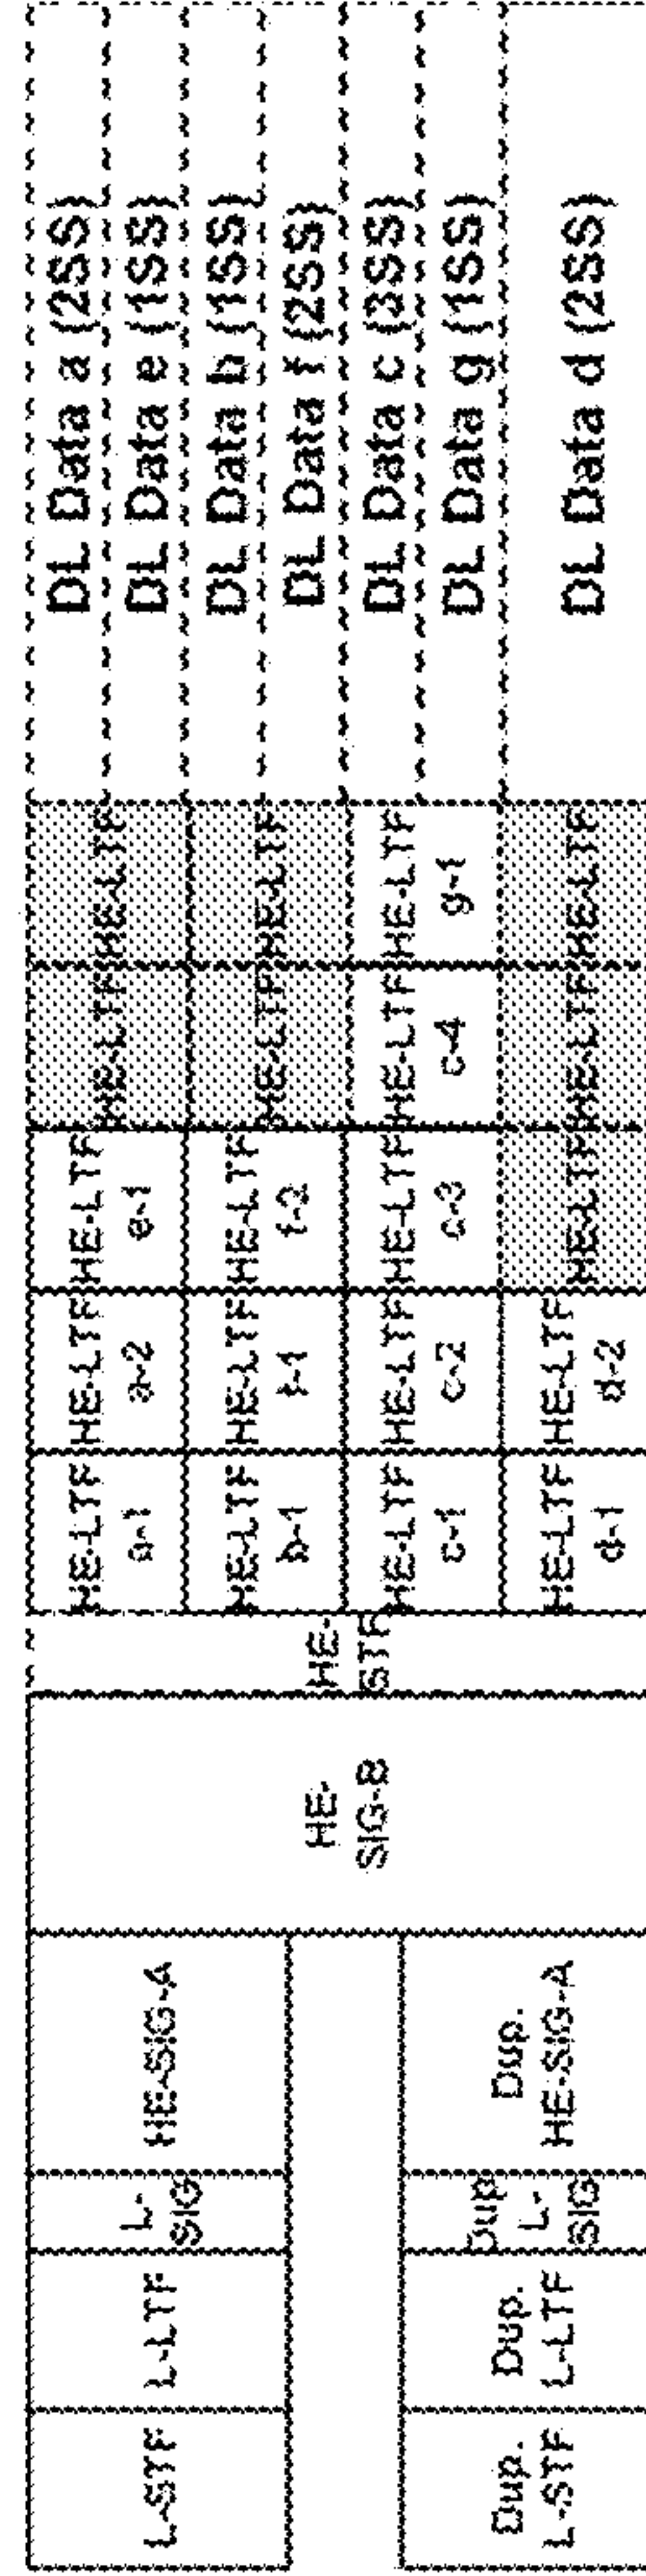 L-STF
L-LTF
L-
SIG
HE-SIG-A
Dup.
L-STF
Dup.
L-LTF
Dup
L-
SIG
Dup.
HE-SIG-A
HE-
SIG-B
HE-
STF
HE-LTF
a-1
HE-LTF
a-2
HE-LTF
e-1
HE-LTF
HE-LTF
HE-LTF
b-1
HE-LTF
f-1
HE-LTF
f-2
HE-LTF
HE-LTF
HE-LTF
c-1
HE-LTF
c-2
HE-LTF
c-3
HE-LTF
c-4
HE-LTF
g-1
HE-LTF
d-1
HE-LTF
d-2
HE-LTF
HE-LTF
HE-LTF
DL Data a (2SS)
DL Data e (1SS)
DL Data b (1SS)
DL Data f (2SS)
DL Data c (3SS)
DL Data g (1SS)
DL Data d (2SS)